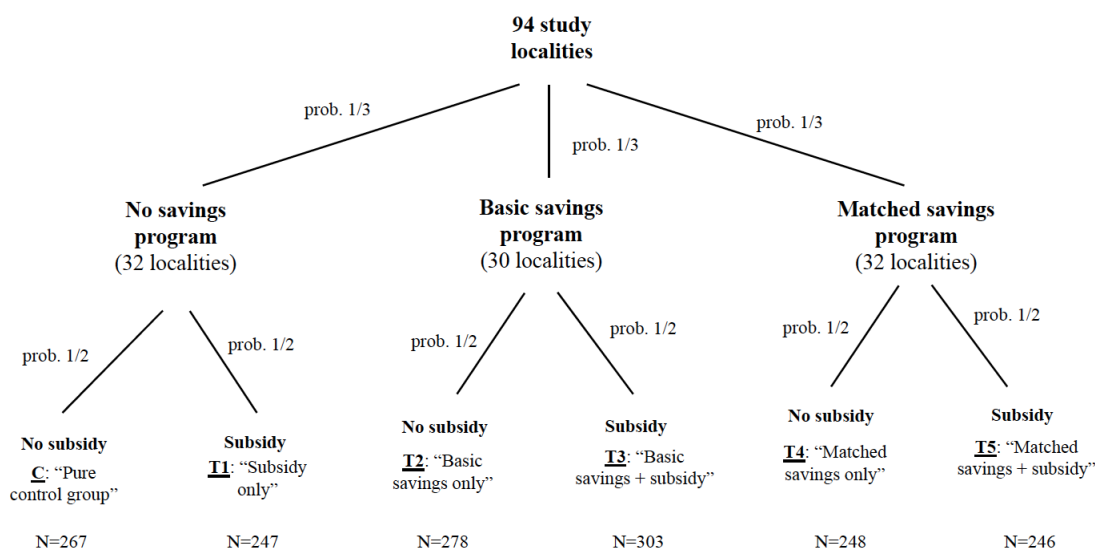 94 study
localities
prob. 1/3
prob. 1/3
prob. 1/3
No savings
program
(32 localities)
Basic savings
program
(30 localities)
Matched savings
program
(32 localities)
prob. 1/2
prob. 1/2
prob. 1/2
prob. 1/2
prob. 1/2
prob. 1/2
No subsidy
C: “Pure
control group”
Subsidy
T1: “Subsidy
only”
No subsidy
T2: “Basic
savings only”
Subsidy
T3: “Basic
savings + subsidy”
No subsidy
T4: “Matched
savings only”
Subsidy
T5: “Matched
savings + subsidy”
N=267
N=247
N=278
N=303
N=248
N=246